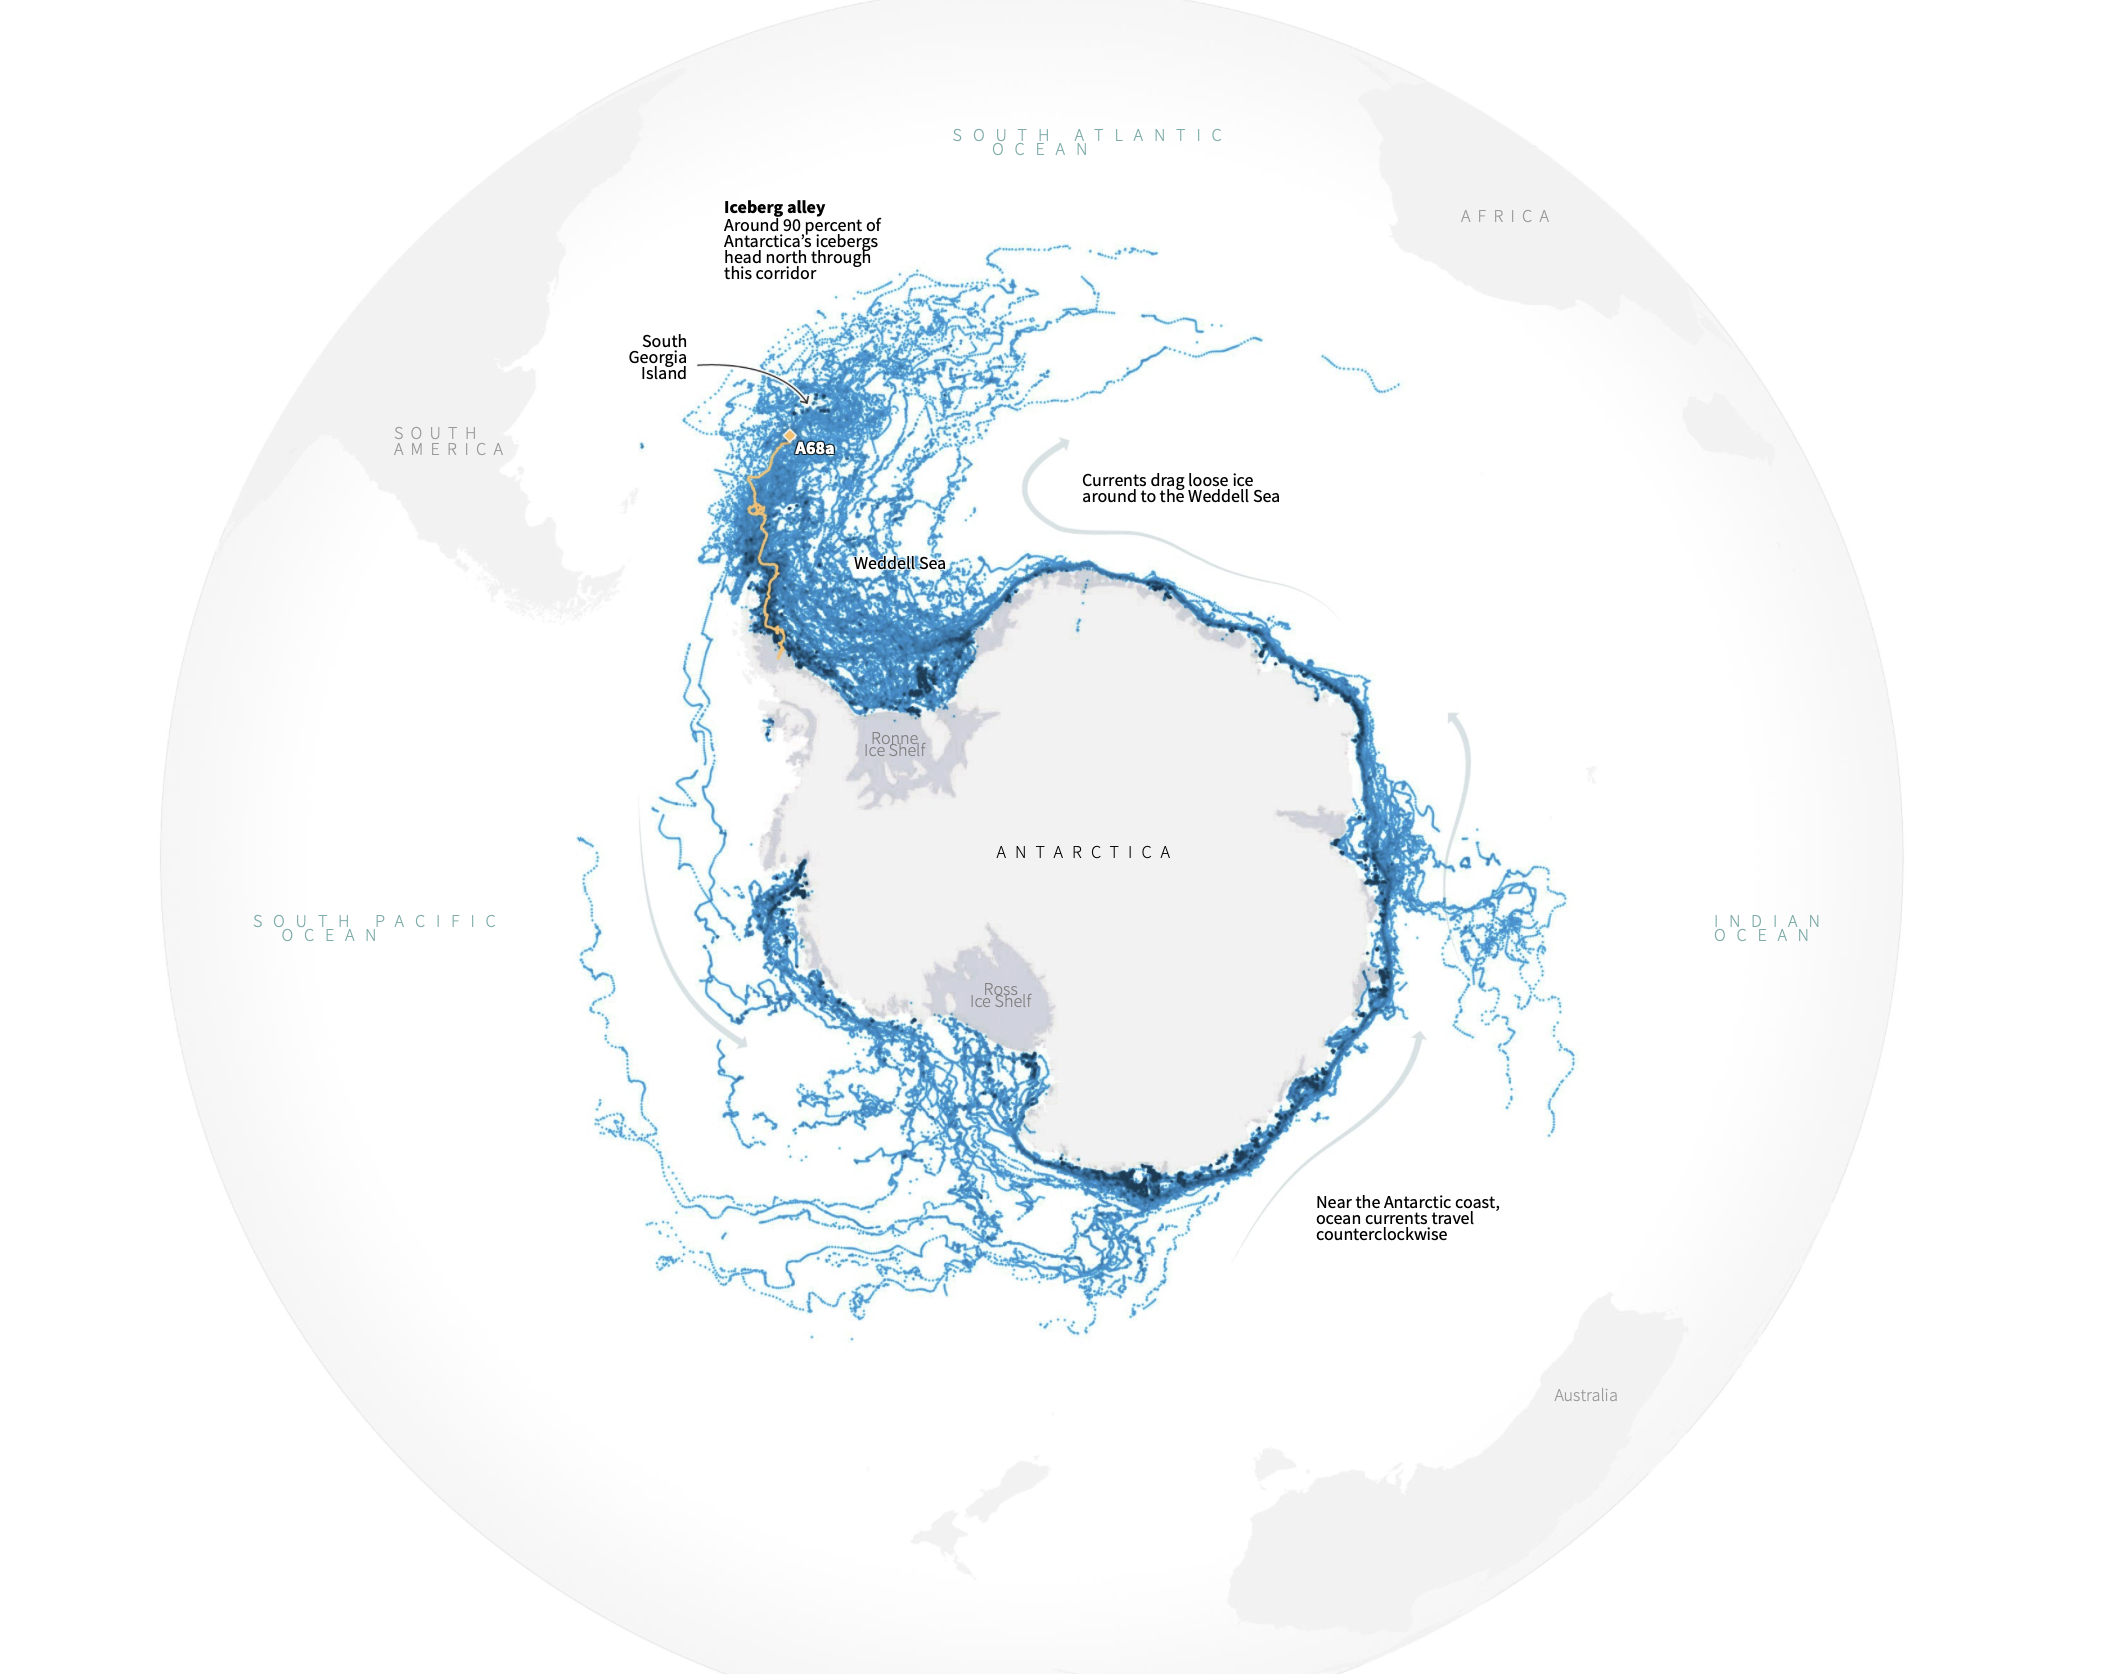 SOUTH ATLANTIC
OCEAN
Iceberg alley
Around 90 percent of
Antarctica's icebergs
head north through
this corridor
AFRICA
South
Georgia
Island
SOUTH
AMERICA
A68a
Currents drag loose ice
around to the Weddell Sea
Weddell Sea
Ronne
Ice Shelf
ANTARCTICA
SOUTH PACIFIC
OCEAN
INDIAN
OCEAN
Ross
Ice Shelf
Near the Antarctic coast,
ocean currents travel
counterclockwise
Australia